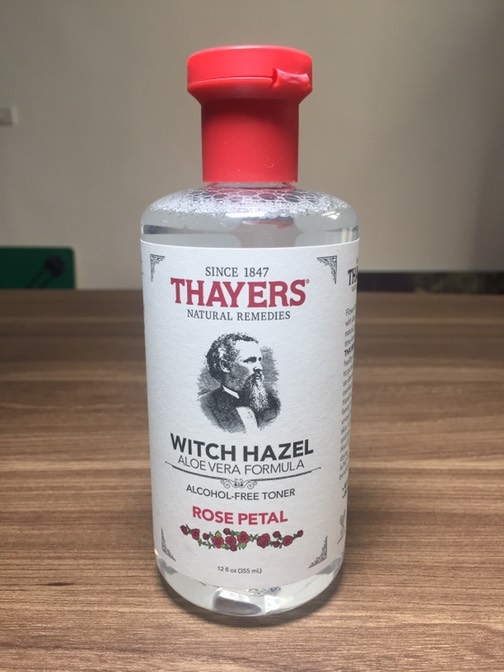 SINCE 1847
THAYERS®
NATURAL REMEDIES
WITCH HAZEL
ALOE VERA FORMULA
ALCOHOL-FREE TONER
ROSE PETAL
12 fl oz (355 mL)